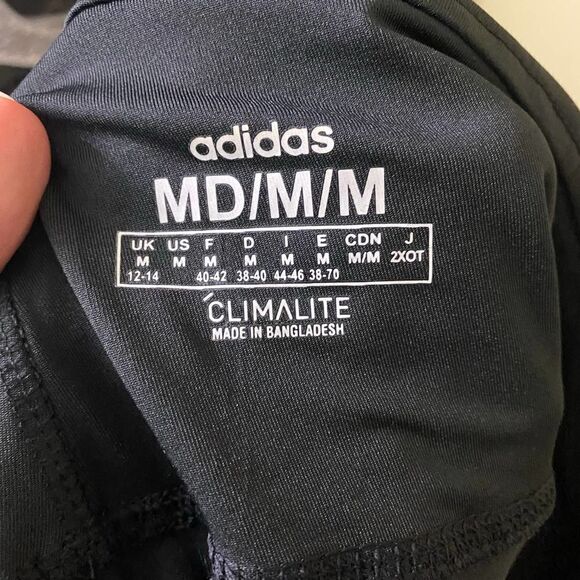 adidas
MD/M/M
UK US F D I E CDN J
M M M M M M M/M 2XOT
12-14 40-42 38-40 44-46 38-70
CLIMALITE
MADE IN BANGLADESH